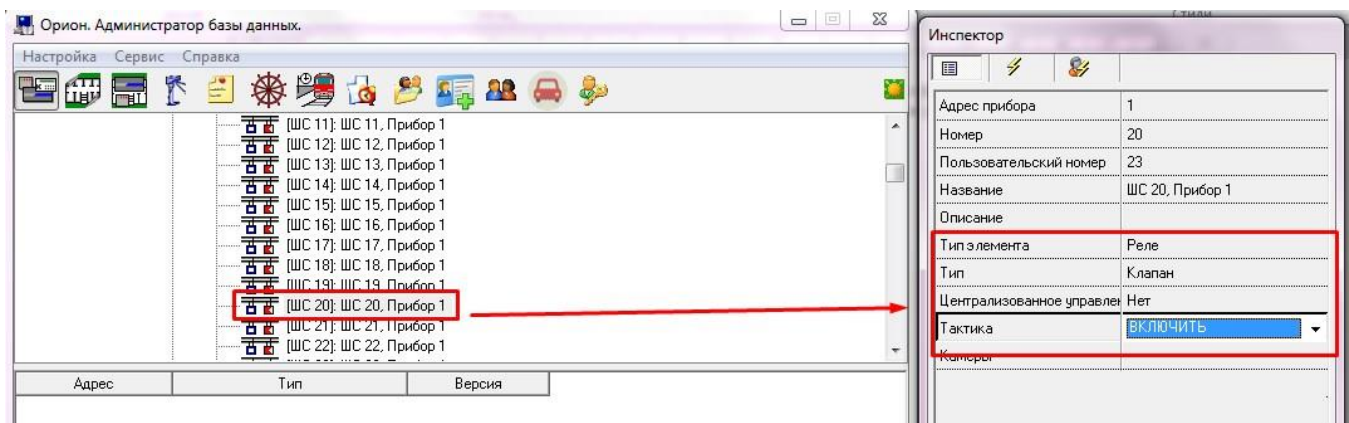 Стили
Орион. Администратор базы данных.
Настройка Сервис Справка
[ШС 11]: ШС 11, Прибор 1
[ШС 12]: ШС 12, Прибор 1
[ШС 13]: ШС 13, Прибор 1
[ШС 14]: ШС 14, Прибор 1
[ШС 15]: ШС 15, Прибор 1
[ШС 16]: ШС 16, Прибор 1
[ШС 17]: ШС 17, Прибор 1
[ШС 18]: ШС 18, Прибор 1
[ШС 19]: ШС 19, Прибор 1
[ШС 20]: ШС 20, Прибор 1
[ШС 21]: ШС 21, Прибор 1
[ШС 22]: ШС 22, Прибор 1
Адрес Тип Версия
Инспектор
Адрес прибора 1
Номер 20
Пользовательский номер 23
Название ШС 20, Прибор 1
Описание
Тип элемента Реле
Тип Клапан
Централизованное управлен Нет
Тактика ВКЛЮЧИТЬ
Камеры